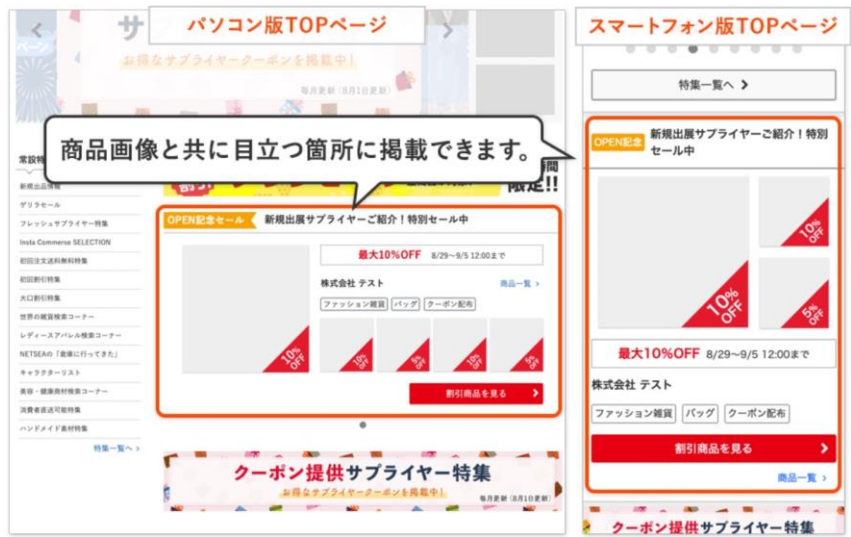 パソコン版TOPページ
サ
ペーン
お得なサプライヤークーポンを掲載中!
毎月更新(8月1日更新)
商品画像と共に目立つ箇所に掲載できます。
常設特
時間
限定!!
新規出品情報
ゲリラセール
フレッシュサプライヤー特集
Insta Commerse SELECTION
初回注文送料無料特集
初回割引特集
大口割引特集
世界の雑貨検索コーナー
レディースアパレル検索コーナー
NETSEAの「倉庫に行ってきた」
キャラクターリスト
美容・健康商材検索コーナー
消費者直送可能特集
ハンドメイド素材特集
特集一覧へ >
OPEN記念セール 新規出展サプライヤーご紹介!特別セール中
最大10%OFF 8/29~9/5 12:00まで
株式会社 テスト
商品一覧 >
ファッション雑貨 バッグ クーポン配布
10% OFF
10% OFF
5% OFF
10% OFF
5% OFF
割引商品を見る >
クーポン提供サプライヤー特集
お得なサプライヤークーポンを掲載中!
毎月更新(8月1日更新)
スマートフォン版TOPページ
特集一覧へ >
OPEN記念 新規出展サプライヤーご紹介!特別
セール中
10% OFF
10% OFF
5% OFF
最大10%OFF 8/29~9/5 12:00まで
株式会社 テスト
ファッション雑貨 バッグ クーポン配布
割引商品を見る >
商品一覧 >
クーポン提供サプライヤー特集